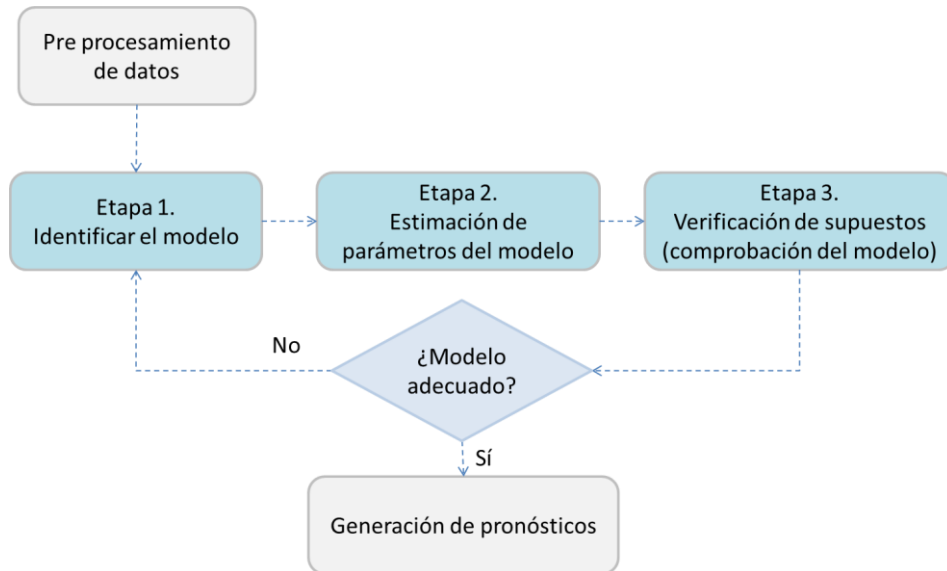 Pre procesamiento
de datos
Etapa 1.
Identificar el modelo
Etapa 2.
Estimación de
parámetros del modelo
Etapa 3.
Verificación de supuestos
(comprobación del modelo)
¿Modelo
adecuado?
No
Sí
Generación de pronósticos